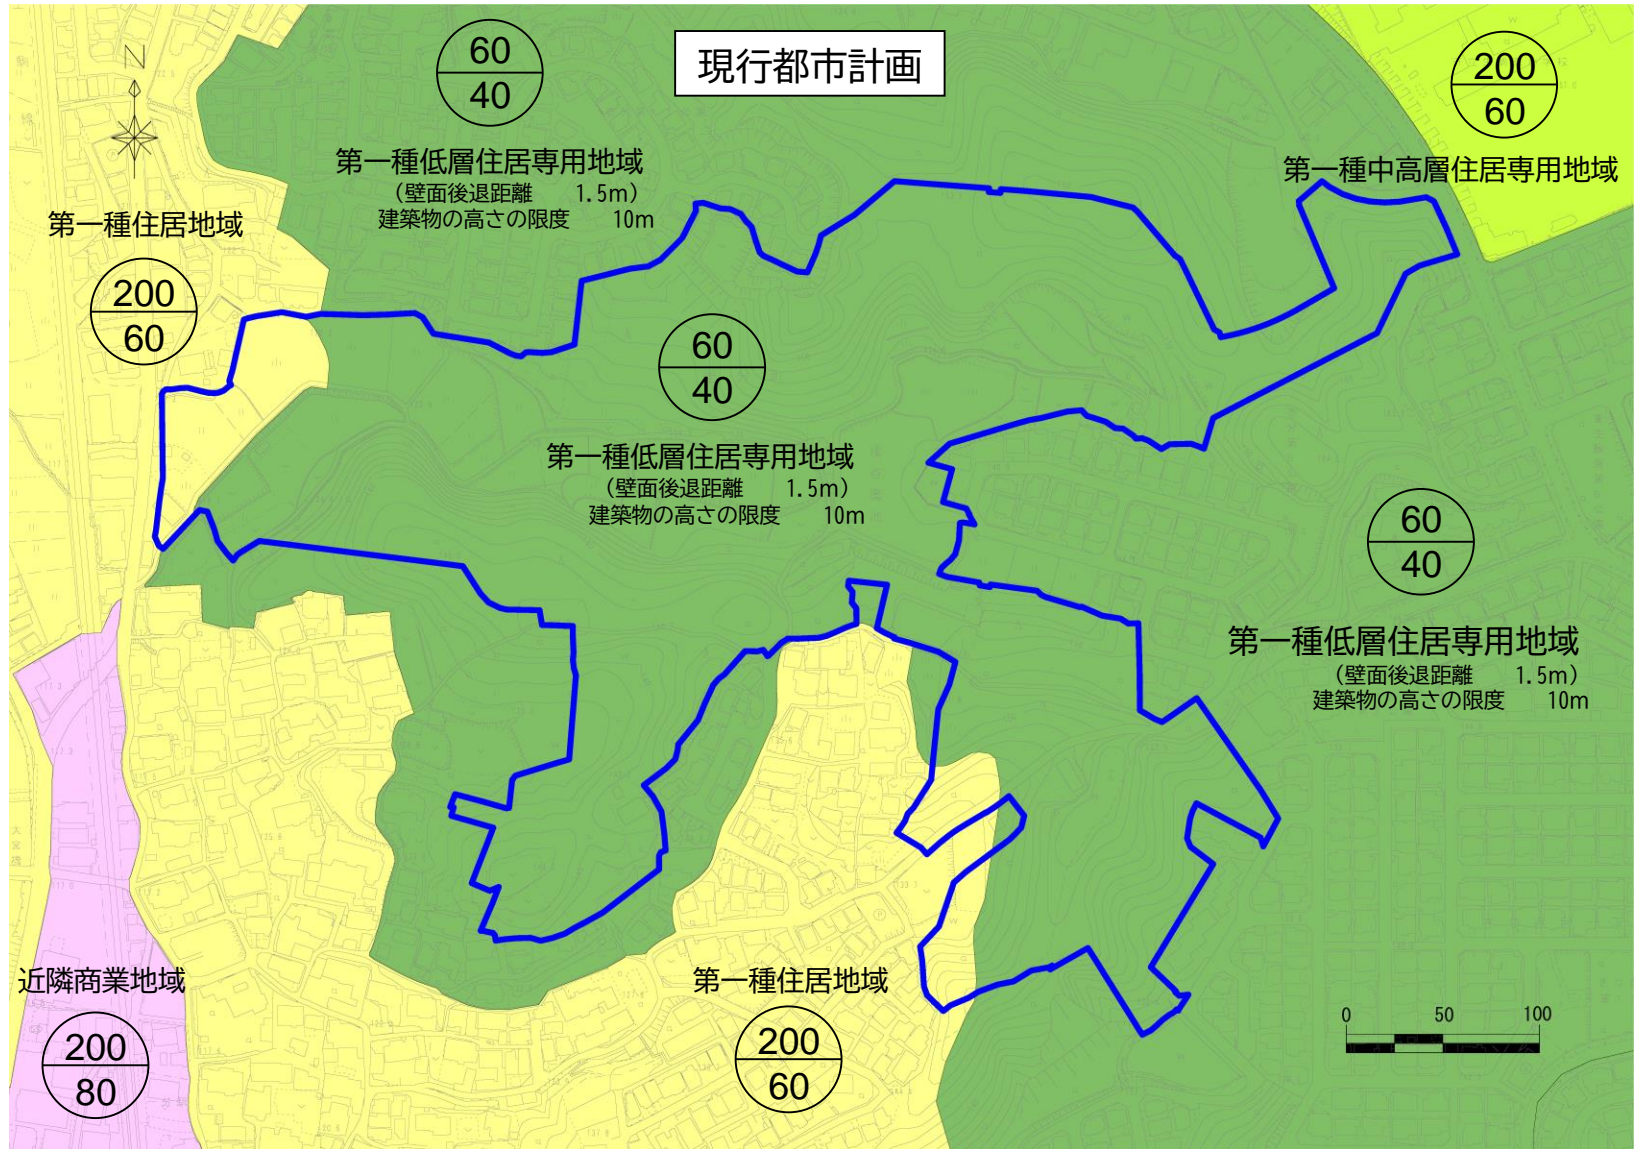 現行都市計画
N
60
40
第一種低層住居専用地域
(壁面後退距離 1.5m)
建築物の高さの限度 10m
200
60
第一種中高層住居専用地域
第一種住居地域
200
60
60
40
第一種低層住居専用地域
(壁面後退距離 1.5m)
建築物の高さの限度 10m
60
40
第一種低層住居専用地域
(壁面後退距離 1.5m)
建築物の高さの限度 10m
近隣商業地域
200
80
第一種住居地域
200
60
0 50 100